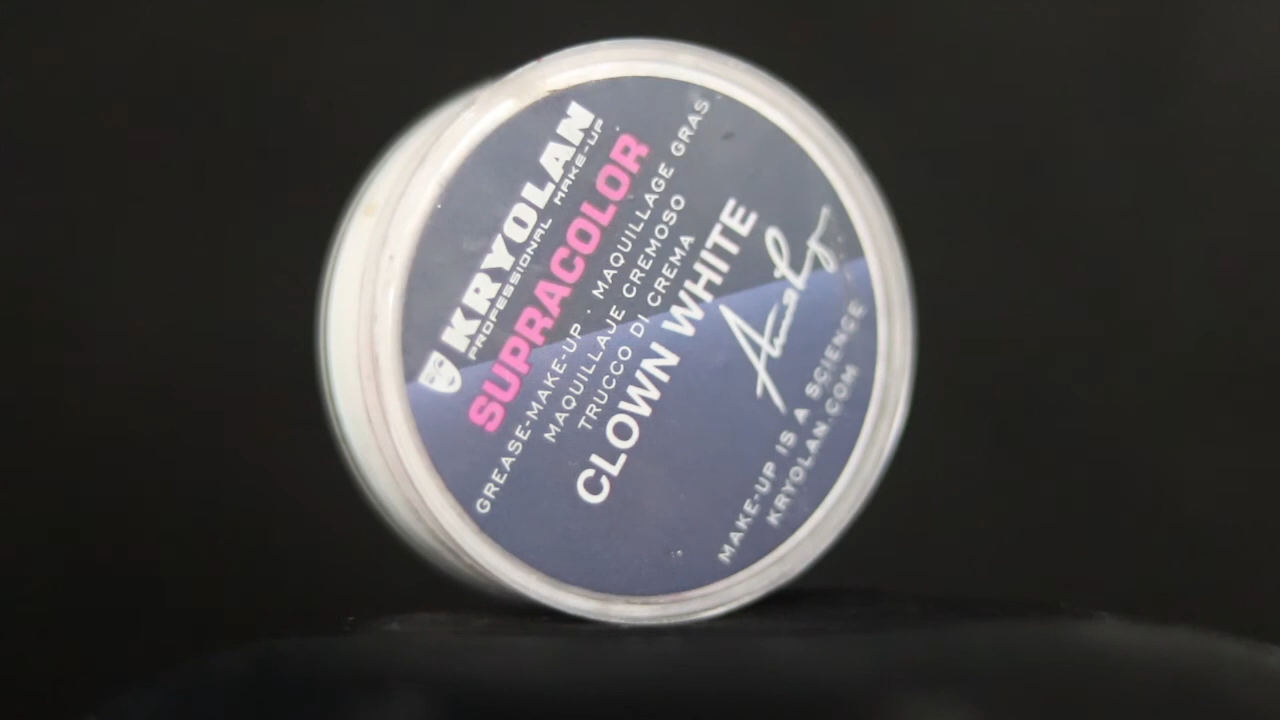 KRYOLAN
PROFESSIONAL MAKE-UP
SUPRACOLOR
GREASE-MAKE-UP · MAQUILLAGE GRAS
MAQUILLAJE CREMOSO
TRUCCO DI CREMA
CLOWN WHITE
MAKE-UP IS A SCIENCE
KRYOLAN.COM